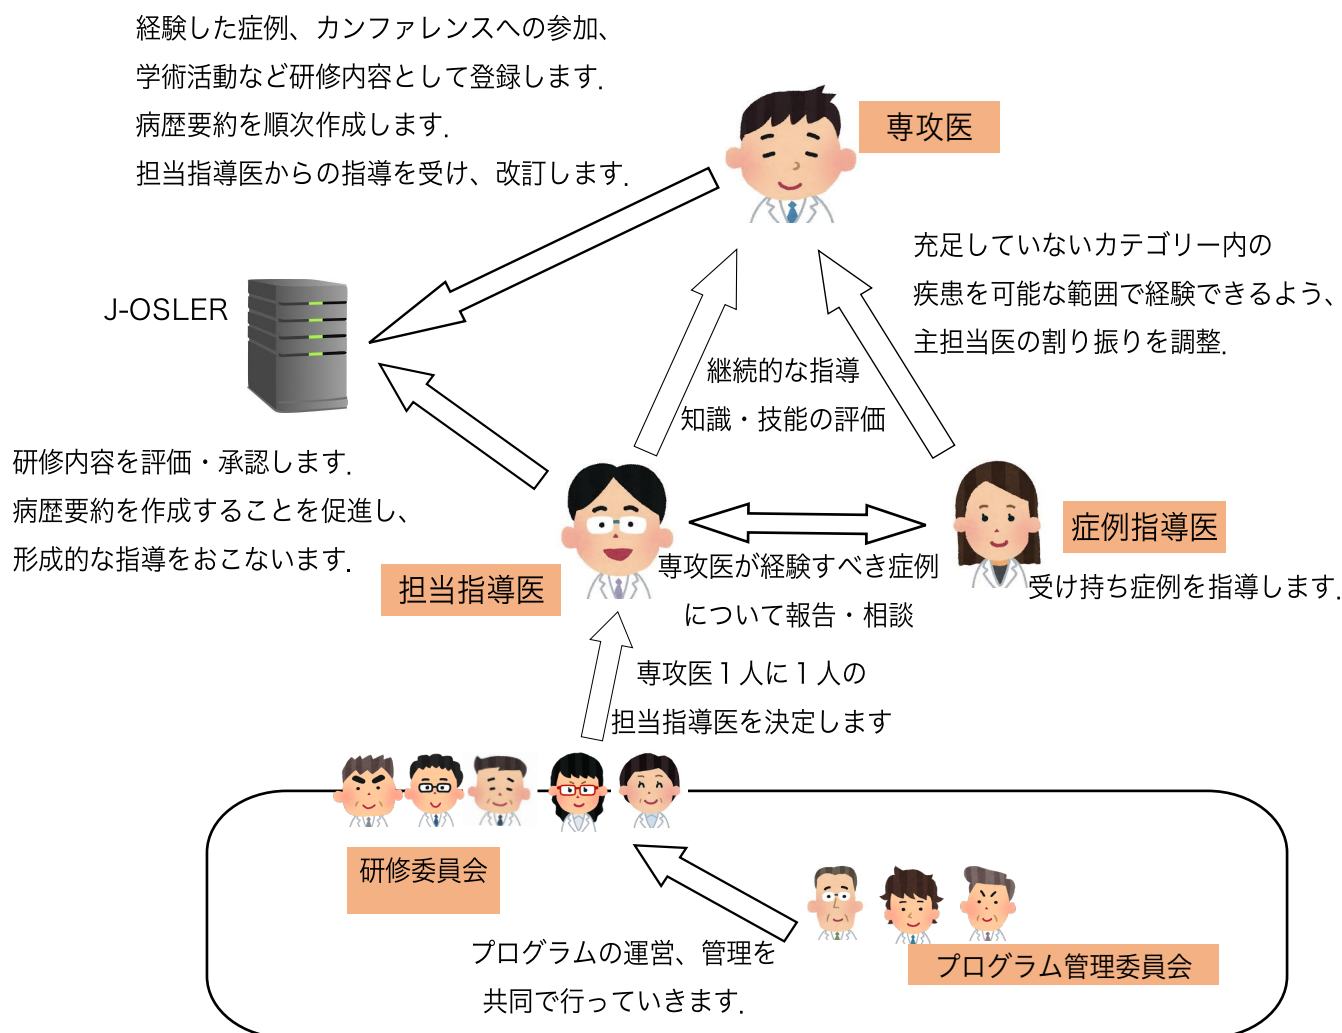 経験した症例、カンファレンスへの参加、
学術活動など研修内容として登録します.
病歴要約を順次作成します.
担当指導医からの指導を受け、改訂します.
専攻医
充足していないカテゴリー内の
疾患を可能な範囲で経験できるよう、
主担当医の割り振りを調整.
J-OSLER
継続的な指導
知識・技能の評価
研修内容を評価・承認します.
病歴要約を作成することを促進し、
形成的な指導をおこないます.
担当指導医
症例指導医
受け持ち症例を指導します.
専攻医が経験すべき症例
について報告・相談
専攻医１人に１人の
担当指導医を決定します
研修委員会
プログラムの運営、管理を
共同で行っていきます.
プログラム管理委員会